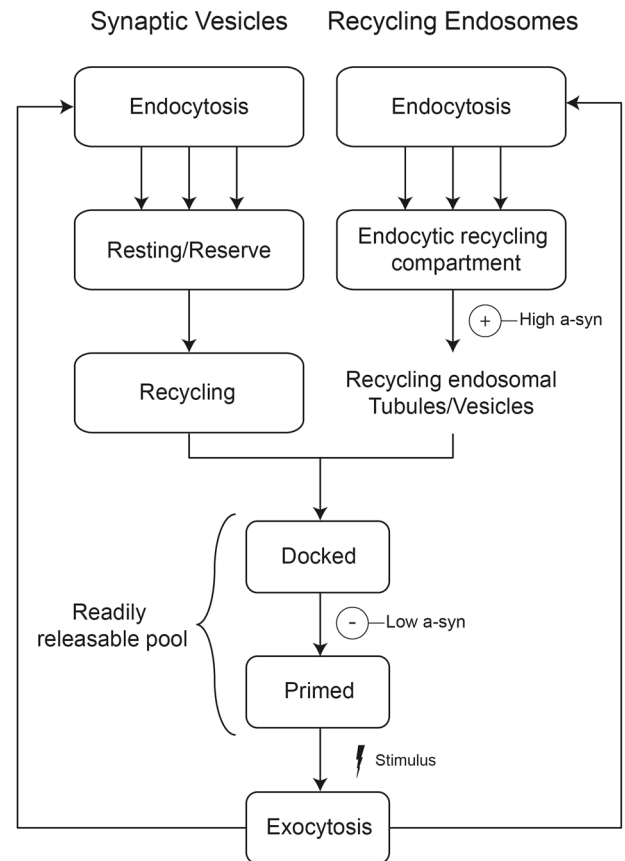 Synaptic Vesicles
Recycling Endosomes
Endocytosis
Endocytosis
Resting/Reserve
Endocytic recycling
compartment
+
High a-syn
Recycling
Recycling endosomal
Tubules/Vesicles
Docked
Readily
releasable pool
-
Low a-syn
Primed
Stimulus
Exocytosis